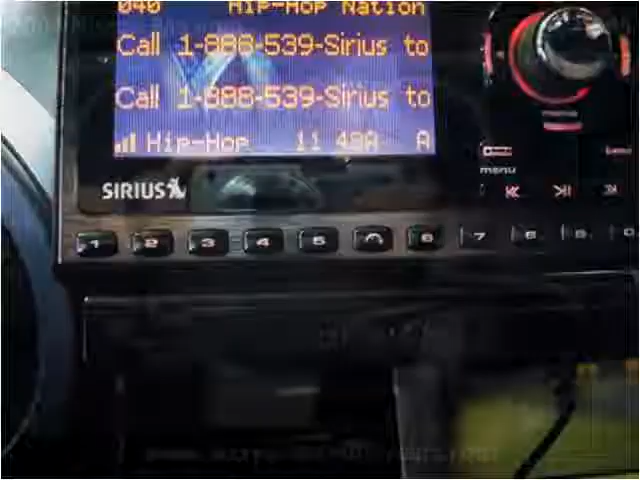 040 Hip-Hop Nation
Call 1-888-539-Sirius to
Call 1-888-539-Sirius to
Hip-Hop 11 49A A
SIRIUS
menu
1 2 3 4 5 6 7 8 9 0